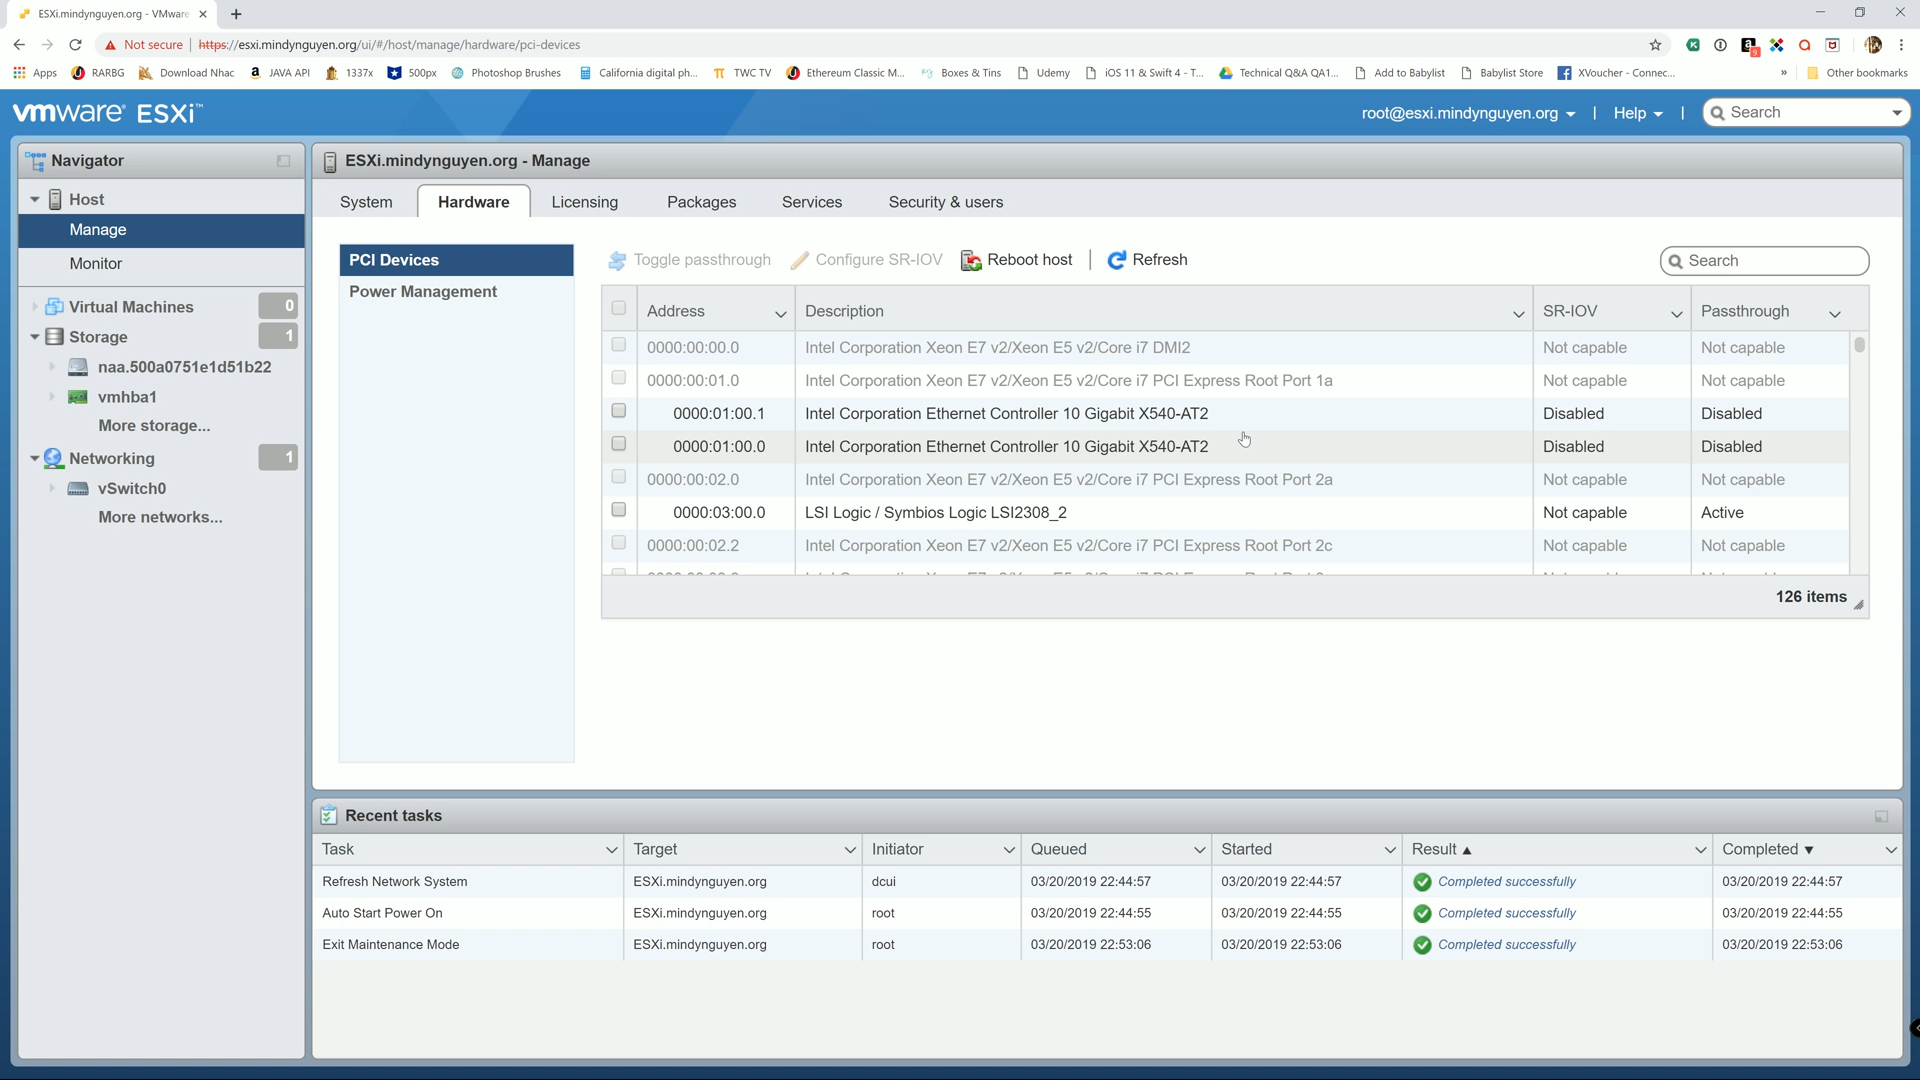 ESXi.mindynguyen.org - VMware
Not secure | https://esxi.mindynguyen.org/ui/#/host/manage/hardware/pci-devices
9
Apps RARBG Download Nhac JAVA API 1337x 500px Photoshop Brushes California digital ph... TWC TV Ethereum Classic M... Boxes & Tins Udemy iOS 11 & Swift 4 - T... Technical Q&A QA1... Add to Babylist Babylist Store XVoucher - Connec... » Other bookmarks
vmware ESXi™
root@esxi.mindynguyen.org | Help | Search
Navigator
Host
Manage
Monitor
Virtual Machines 0
Storage 1
naa.500a0751e1d51b22
vmhba1
More storage...
Networking 1
vSwitch0
More networks...
ESXi.mindynguyen.org - Manage
System Hardware Licensing Packages Services Security & users
PCI Devices
Power Management
Toggle passthrough Configure SR-IOV Reboot host | Refresh Search
Address Description SR-IOV Passthrough
0000:00:00.0 Intel Corporation Xeon E7 v2/Xeon E5 v2/Core i7 DMI2 Not capable Not capable
0000:00:01.0 Intel Corporation Xeon E7 v2/Xeon E5 v2/Core i7 PCI Express Root Port 1a Not capable Not capable
0000:01:00.1 Intel Corporation Ethernet Controller 10 Gigabit X540-AT2 Disabled Disabled
0000:01:00.0 Intel Corporation Ethernet Controller 10 Gigabit X540-AT2 Disabled Disabled
0000:00:02.0 Intel Corporation Xeon E7 v2/Xeon E5 v2/Core i7 PCI Express Root Port 2a Not capable Not capable
0000:03:00.0 LSI Logic / Symbios Logic LSI2308_2 Not capable Active
0000:00:02.2 Intel Corporation Xeon E7 v2/Xeon E5 v2/Core i7 PCI Express Root Port 2c Not capable Not capable
126 items
Recent tasks
Task Target Initiator Queued Started Result ▲ Completed ▼
Refresh Network System ESXi.mindynguyen.org dcui 03/20/2019 22:44:57 03/20/2019 22:44:57 Completed successfully 03/20/2019 22:44:57
Auto Start Power On ESXi.mindynguyen.org root 03/20/2019 22:44:55 03/20/2019 22:44:55 Completed successfully 03/20/2019 22:44:55
Exit Maintenance Mode ESXi.mindynguyen.org root 03/20/2019 22:53:06 03/20/2019 22:53:06 Completed successfully 03/20/2019 22:53:06